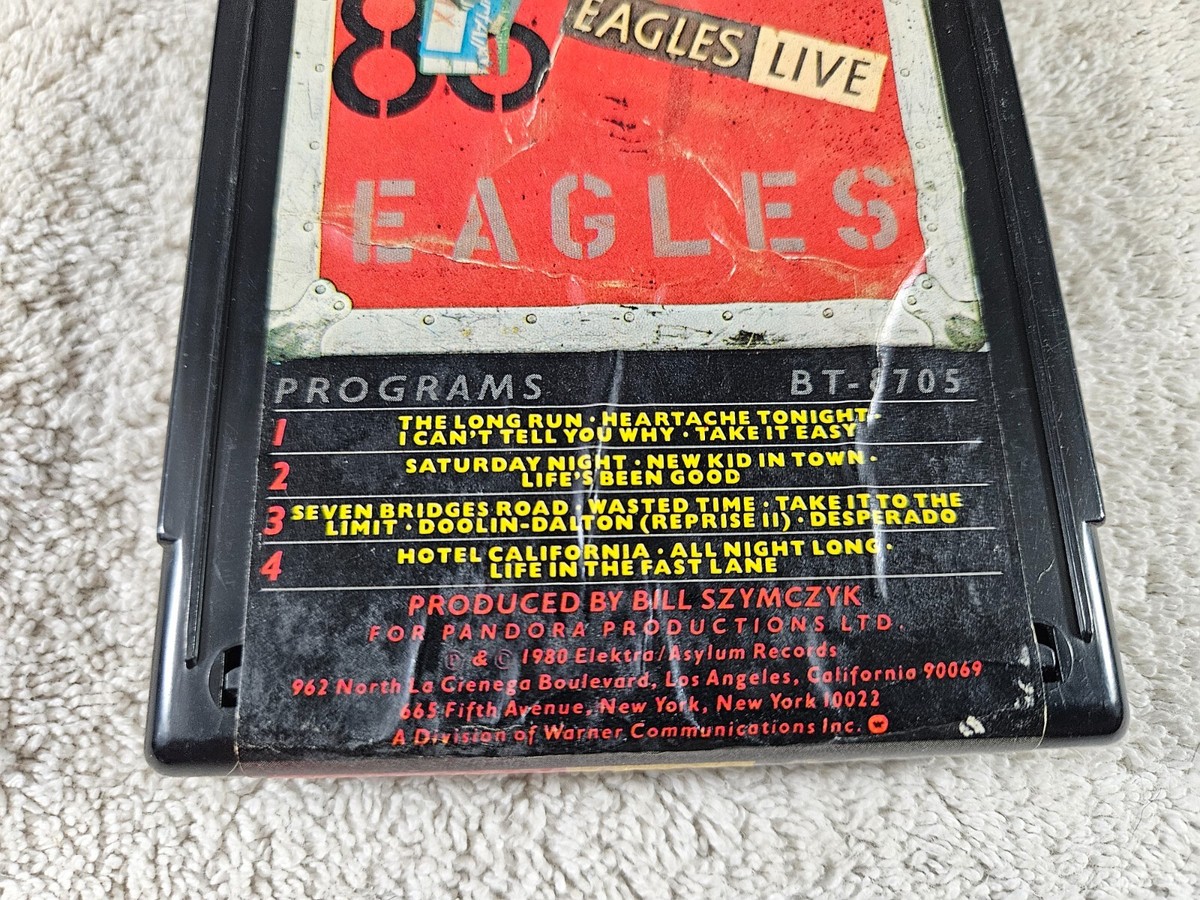 88
EAGLES LIVE
EAGLES
PROGRAMS BT-8705
1 THE LONG RUN · HEARTACHE TONIGHT ·
I CAN'T TELL YOU WHY · TAKE IT EASY
2 SATURDAY NIGHT · NEW KID IN TOWN ·
LIFE'S BEEN GOOD
3 SEVEN BRIDGES ROAD · WASTED TIME · TAKE IT TO THE
LIMIT · DOOLIN-DALTON (REPRISE II) · DESPERADO
4 HOTEL CALIFORNIA · ALL NIGHT LONG ·
LIFE IN THE FAST LANE
PRODUCED BY BILL SZYMCZYK
FOR PANDORA PRODUCTIONS LTD.
℗ & © 1980 Elektra/Asylum Records
962 North La Cienega Boulevard, Los Angeles, California 90069
665 Fifth Avenue, New York, New York 10022
A Division of Warner Communications Inc.